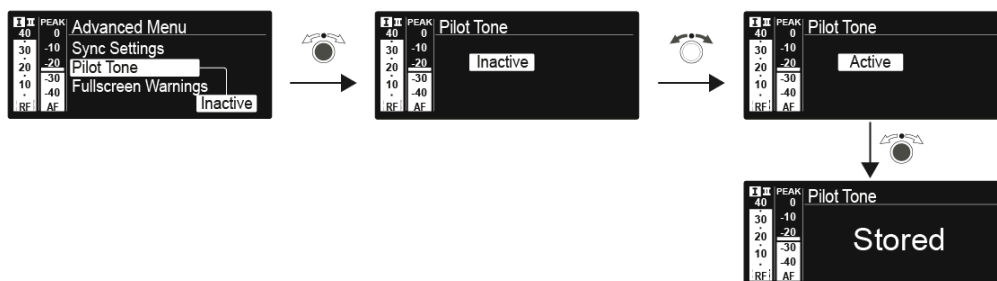 I II PEAK Advanced Menu
40 0
30 -10 Sync Settings
20 -20 Pilot Tone
10 -30 Fullscreen Warnings
-40 Inactive
RF AF
I II PEAK Pilot Tone
40 0
30 -10
20 -20 Inactive
10 -30
-40
RF AF
I II PEAK Pilot Tone
40 0
30 -10
20 -20 Active
10 -30
-40
RF AF
I II PEAK Pilot Tone
40 0
30 -10
20 -20 Stored
10 -30
-40
RF AF